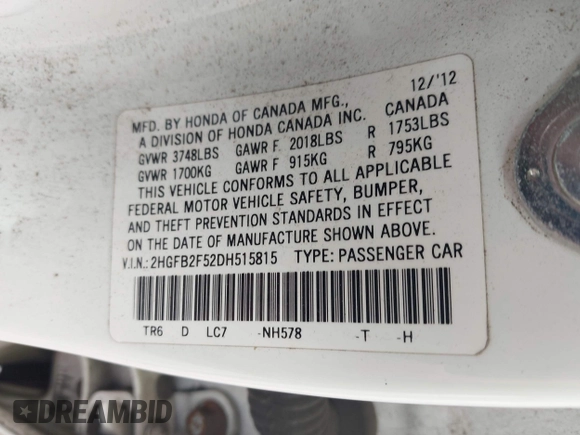 12/'12
MFD. BY HONDA OF CANADA MFG., CANADA
A DIVISION OF HONDA CANADA INC.
GVWR 3748LBS GAWR F 2018LBS R 1753LBS
GVWR 1700KG GAWR F 915KG R 795KG
THIS VEHICLE CONFORMS TO ALL APPLICABLE
FEDERAL MOTOR VEHICLE SAFETY, BUMPER,
AND THEFT PREVENTION STANDARDS IN EFFECT
ON THE DATE OF MANUFACTURE SHOWN ABOVE.
V.I.N.: 2HGFB2F52DH515815 TYPE: PASSENGER CAR
TR6 D LC7 -NH578 -T -H
DREAMBID